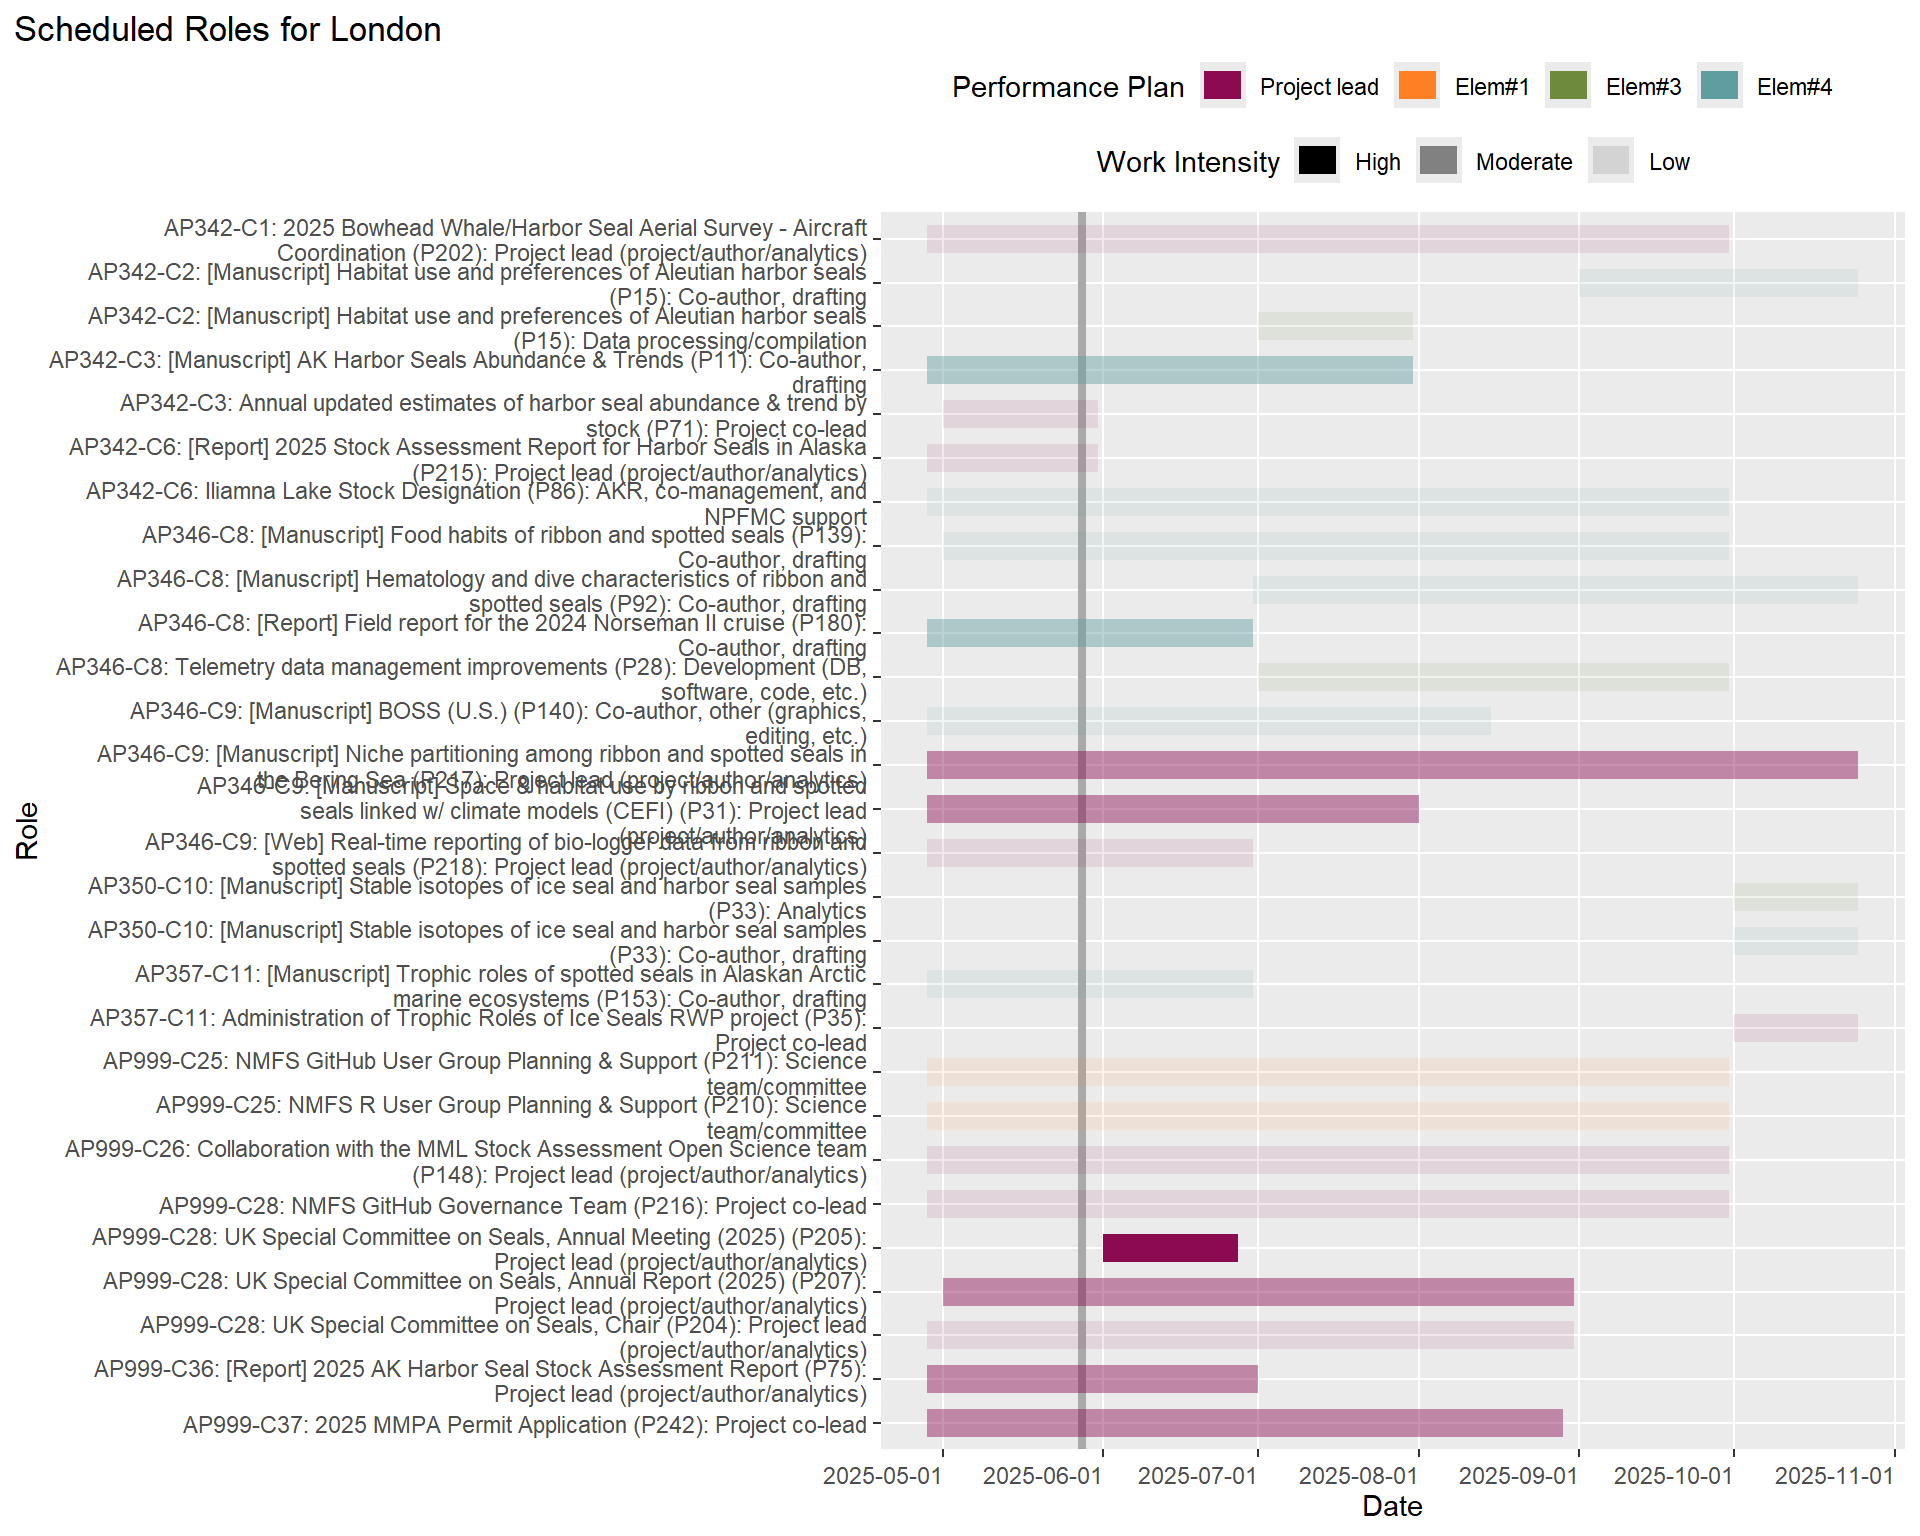 Scheduled Roles for London
Performance Plan Project lead Elem#1 Elem#3 Elem#4
Work Intensity High Moderate Low
AP342-C1: 2025 Bowhead Whale/Harbor Seal Aerial Survey - Aircraft
Coordination (P202): Project lead (project/author/analytics)
AP342-C2: [Manuscript] Habitat use and preferences of Aleutian harbor seals
(P15): Co-author, drafting
AP342-C2: [Manuscript] Habitat use and preferences of Aleutian harbor seals
(P15): Data processing/compilation
AP342-C3: [Manuscript] AK Harbor Seals Abundance & Trends (P11): Co-author,
drafting
AP342-C3: Annual updated estimates of harbor seal abundance & trend by
stock (P71): Project co-lead
AP342-C6: [Report] 2025 Stock Assessment Report for Harbor Seals in Alaska
(P215): Project lead (project/author/analytics)
AP342-C6: Iliamna Lake Stock Designation (P86): AKR, co-management, and
NPFMC support
AP346-C8: [Manuscript] Food habits of ribbon and spotted seals (P139):
Co-author, drafting
AP346-C8: [Manuscript] Hematology and dive characteristics of ribbon and
spotted seals (P92): Co-author, drafting
AP346-C8: [Report] Field report for the 2024 Norseman II cruise (P180):
Co-author, drafting
AP346-C8: Telemetry data management improvements (P28): Development (DB,
software, code, etc.)
AP346-C9: [Manuscript] BOSS (U.S.) (P140): Co-author, other (graphics,
editing, etc.)
AP346-C9: [Manuscript] Niche partitioning among ribbon and spotted seals in
the Bering Sea (P217): Project lead (project/author/analytics)
AP346-C9: [Manuscript] Space & habitat use by ribbon and spotted
seals linked w/ climate models (CEFI) (P31): Project lead
(project/author/analytics)
AP346-C9: [Web] Real-time reporting of bio-logger data from ribbon and
spotted seals (P218): Project lead (project/author/analytics)
AP350-C10: [Manuscript] Stable isotopes of ice seal and harbor seal samples
(P33): Analytics
AP350-C10: [Manuscript] Stable isotopes of ice seal and harbor seal samples
(P33): Co-author, drafting
AP357-C11: [Manuscript] Trophic roles of spotted seals in Alaskan Arctic
marine ecosystems (P153): Co-author, drafting
AP357-C11: Administration of Trophic Roles of Ice Seals RWP project (P35):
Project co-lead
AP999-C25: NMFS GitHub User Group Planning & Support (P211): Science
team/committee
AP999-C25: NMFS R User Group Planning & Support (P210): Science
team/committee
AP999-C26: Collaboration with the MML Stock Assessment Open Science team
(P148): Project lead (project/author/analytics)
AP999-C28: NMFS GitHub Governance Team (P216): Project co-lead
AP999-C28: UK Special Committee on Seals, Annual Meeting (2025) (P205):
Project lead (project/author/analytics)
AP999-C28: UK Special Committee on Seals, Annual Report (2025) (P207):
Project lead (project/author/analytics)
AP999-C28: UK Special Committee on Seals, Chair (P204): Project lead
(project/author/analytics)
AP999-C36: [Report] 2025 AK Harbor Seal Stock Assessment Report (P75):
Project lead (project/author/analytics)
AP999-C37: 2025 MMPA Permit Application (P242): Project co-lead
Role
2025-05-01 2025-06-01 2025-07-01 2025-08-01 2025-09-01 2025-10-01 2025-11-01
Date